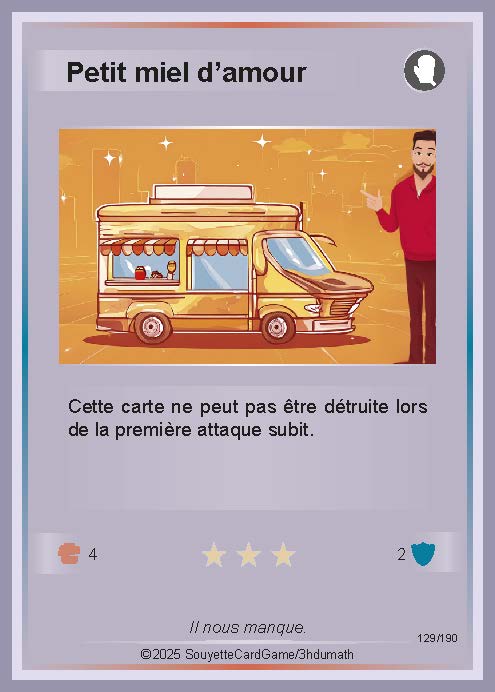 Petit miel d’amour
Cette carte ne peut pas être détruite lors
de la première attaque subit.
4
2
Il nous manque.
129/190
©2025 SouyetteCardGame/3hdumath